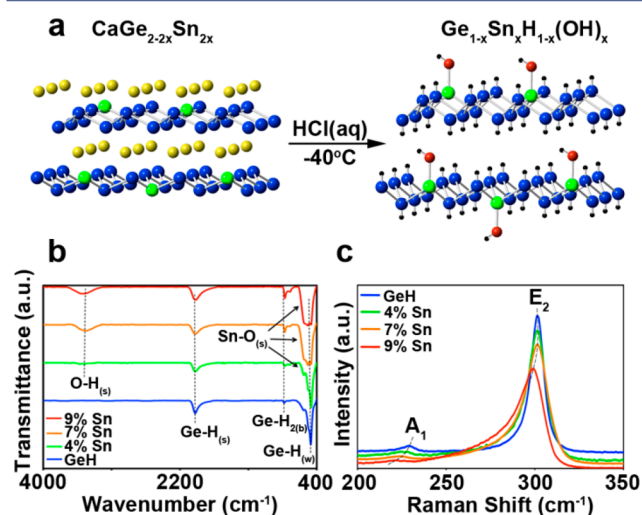 a
CaGe2-2xSn2x
Ge1-xSnxH1-x(OH)x
HCl(aq)
-40°C
b
Transmittance (a.u.)
Sn-O(s)
O-H(s)
Ge-H(s)
Ge-H2(b)
Ge-H(w)
9% Sn
7% Sn
4% Sn
GeH
4000
2200
400
Wavenumber (cm-1)
c
Intensity (a.u.)
GeH
4% Sn
7% Sn
9% Sn
E2
A1
200
250
300
350
Raman Shift (cm-1)